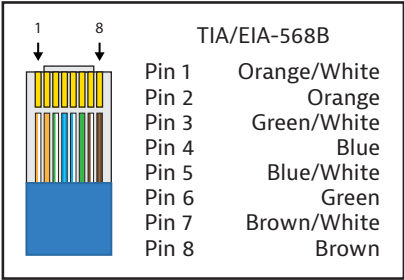 1 8
TIA/EIA-568B
Pin 1 Orange/White
Pin 2 Orange
Pin 3 Green/White
Pin 4 Blue
Pin 5 Blue/White
Pin 6 Green
Pin 7 Brown/White
Pin 8 Brown